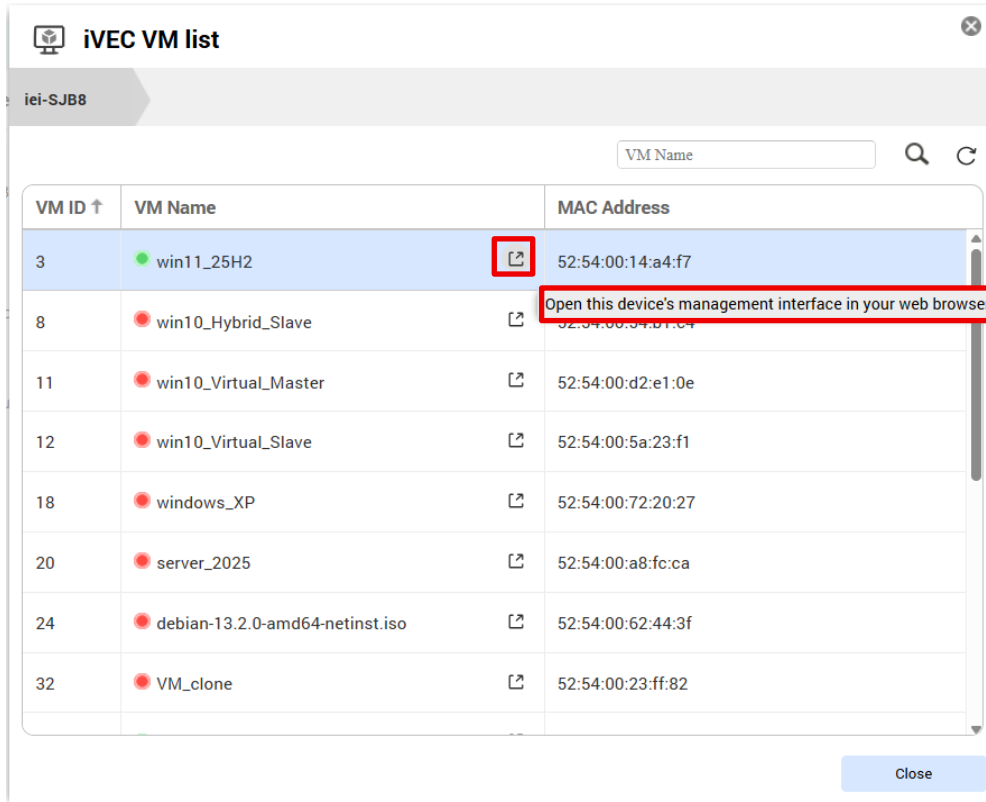 iVEC VM list
iei-SJB8
VM Name
VM ID VM Name MAC Address
3 win11_25H2 52:54:00:14:a4:f7
Open this device's management interface in your web browse
8 win10_Hybrid_Slave
11 win10_Virtual_Master 52:54:00:d2:e1:0e
12 win10_Virtual_Slave 52:54:00:5a:23:f1
18 windows_XP 52:54:00:72:20:27
20 server_2025 52:54:00:a8:fc:ca
24 debian-13.2.0-amd64-netinst.iso 52:54:00:62:44:3f
32 VM_clone 52:54:00:23:ff:82
Close